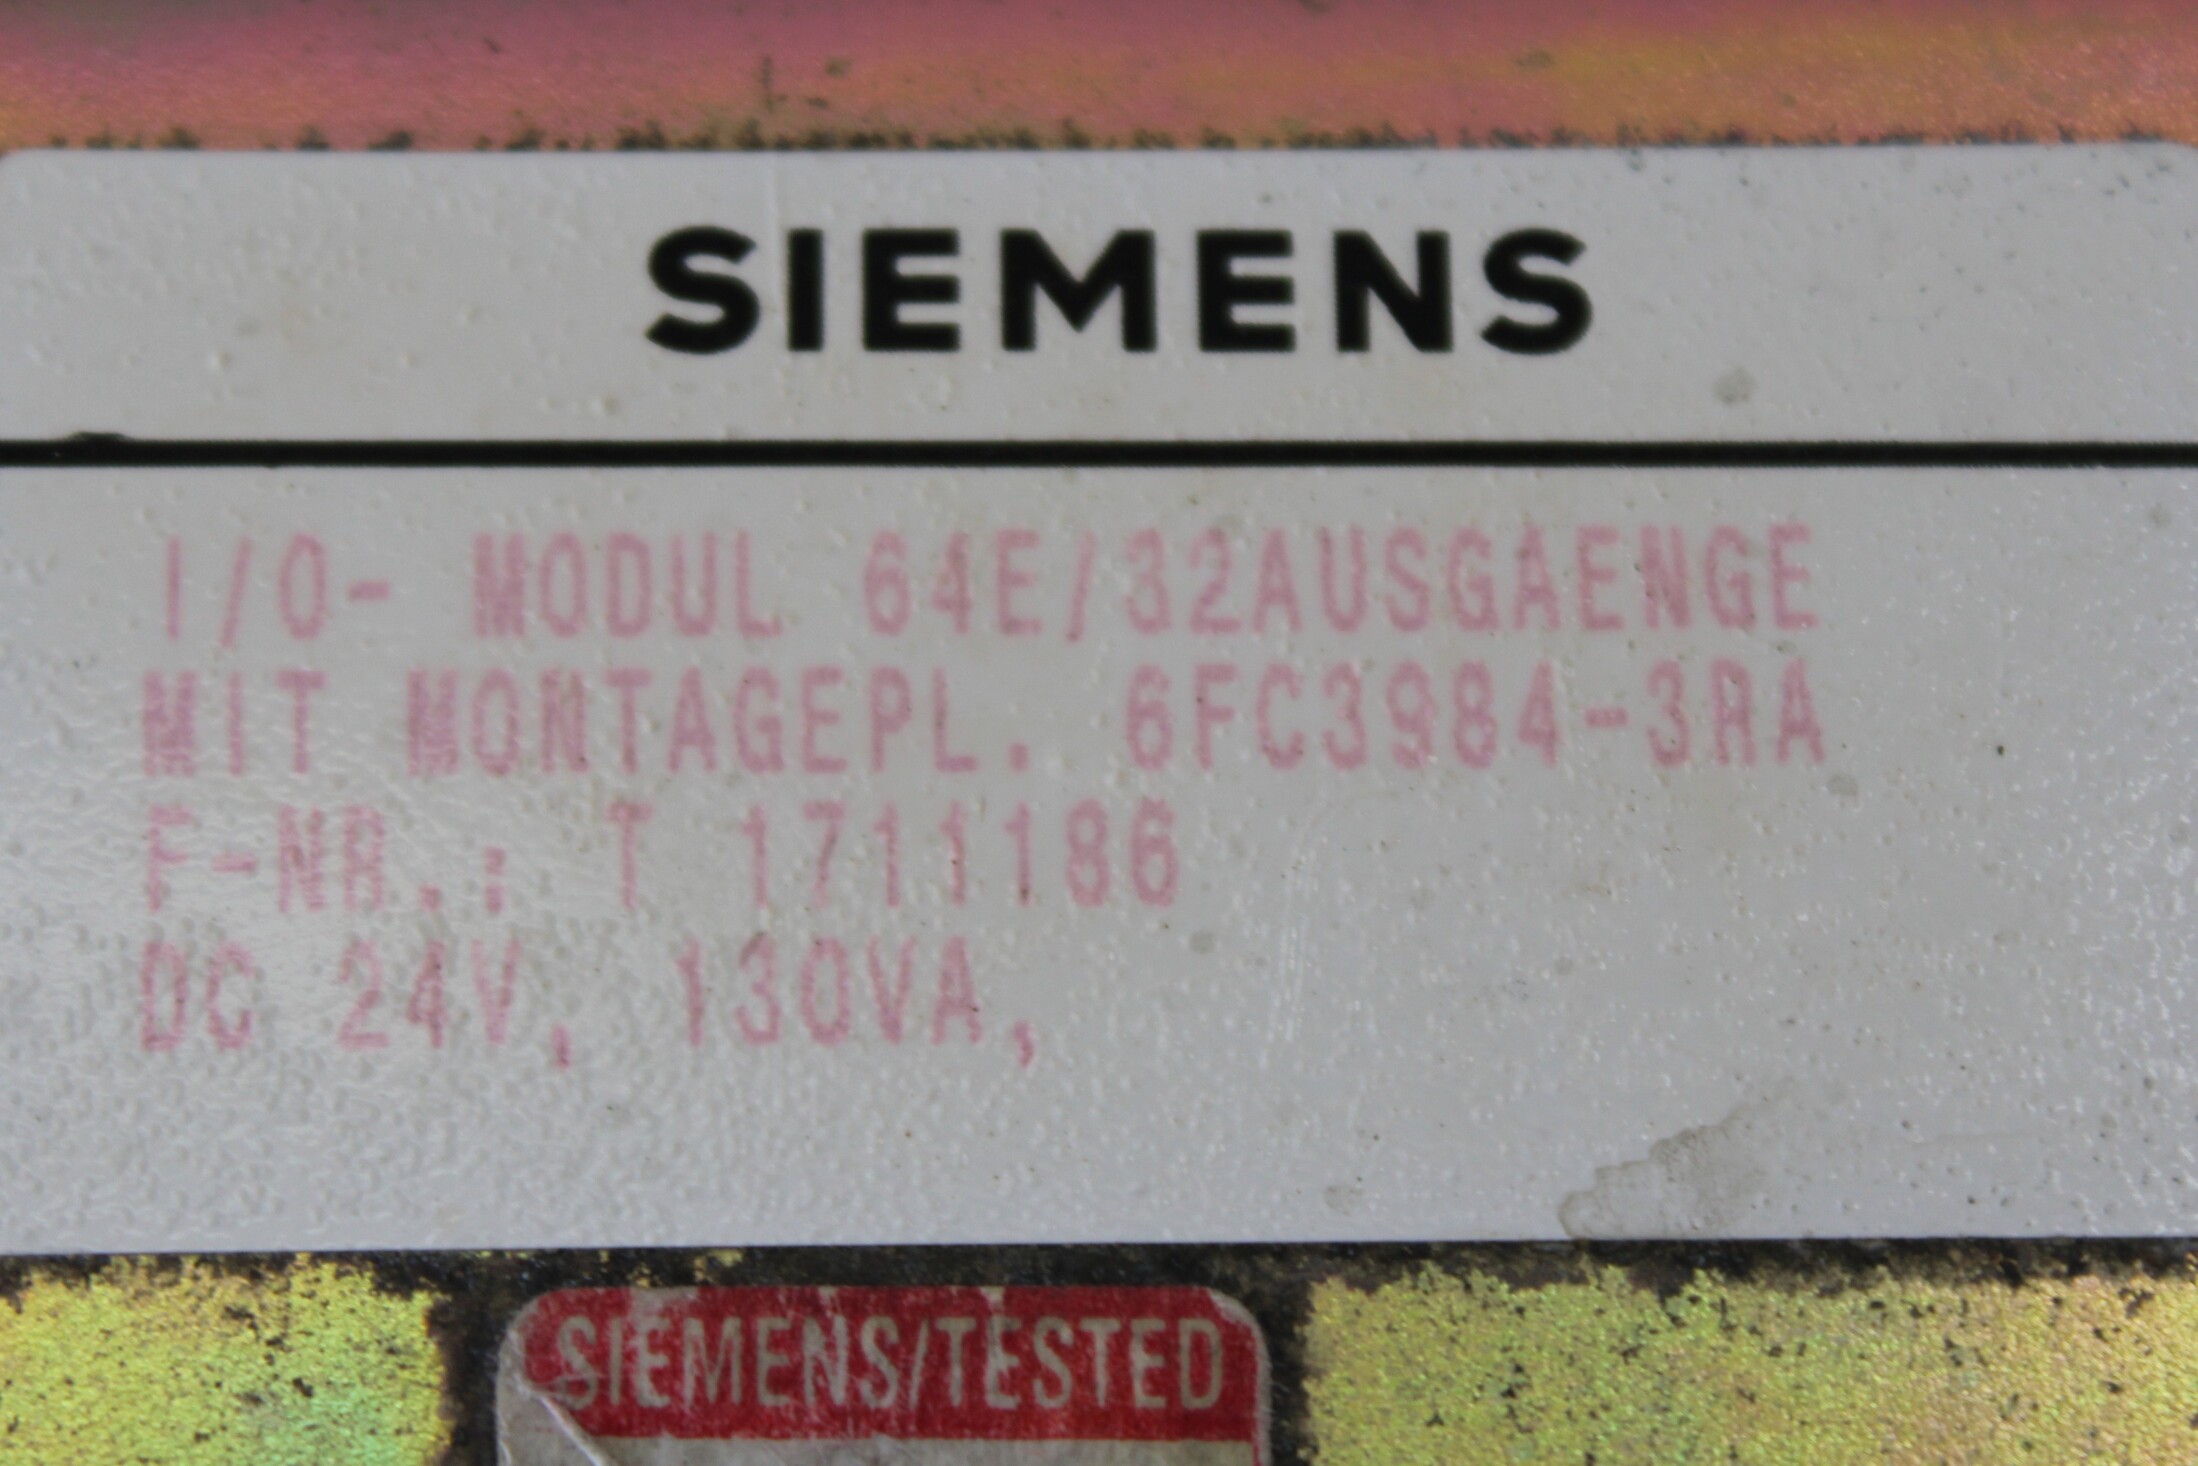 SIEMENS
I/O- MODUL 64E/32AUSGAENGE
MIT MONTAGEPL. 6FC3984-3RA
F-NR.: T 1711186
DC 24V, 130VA,
SIEMENS/TESTED